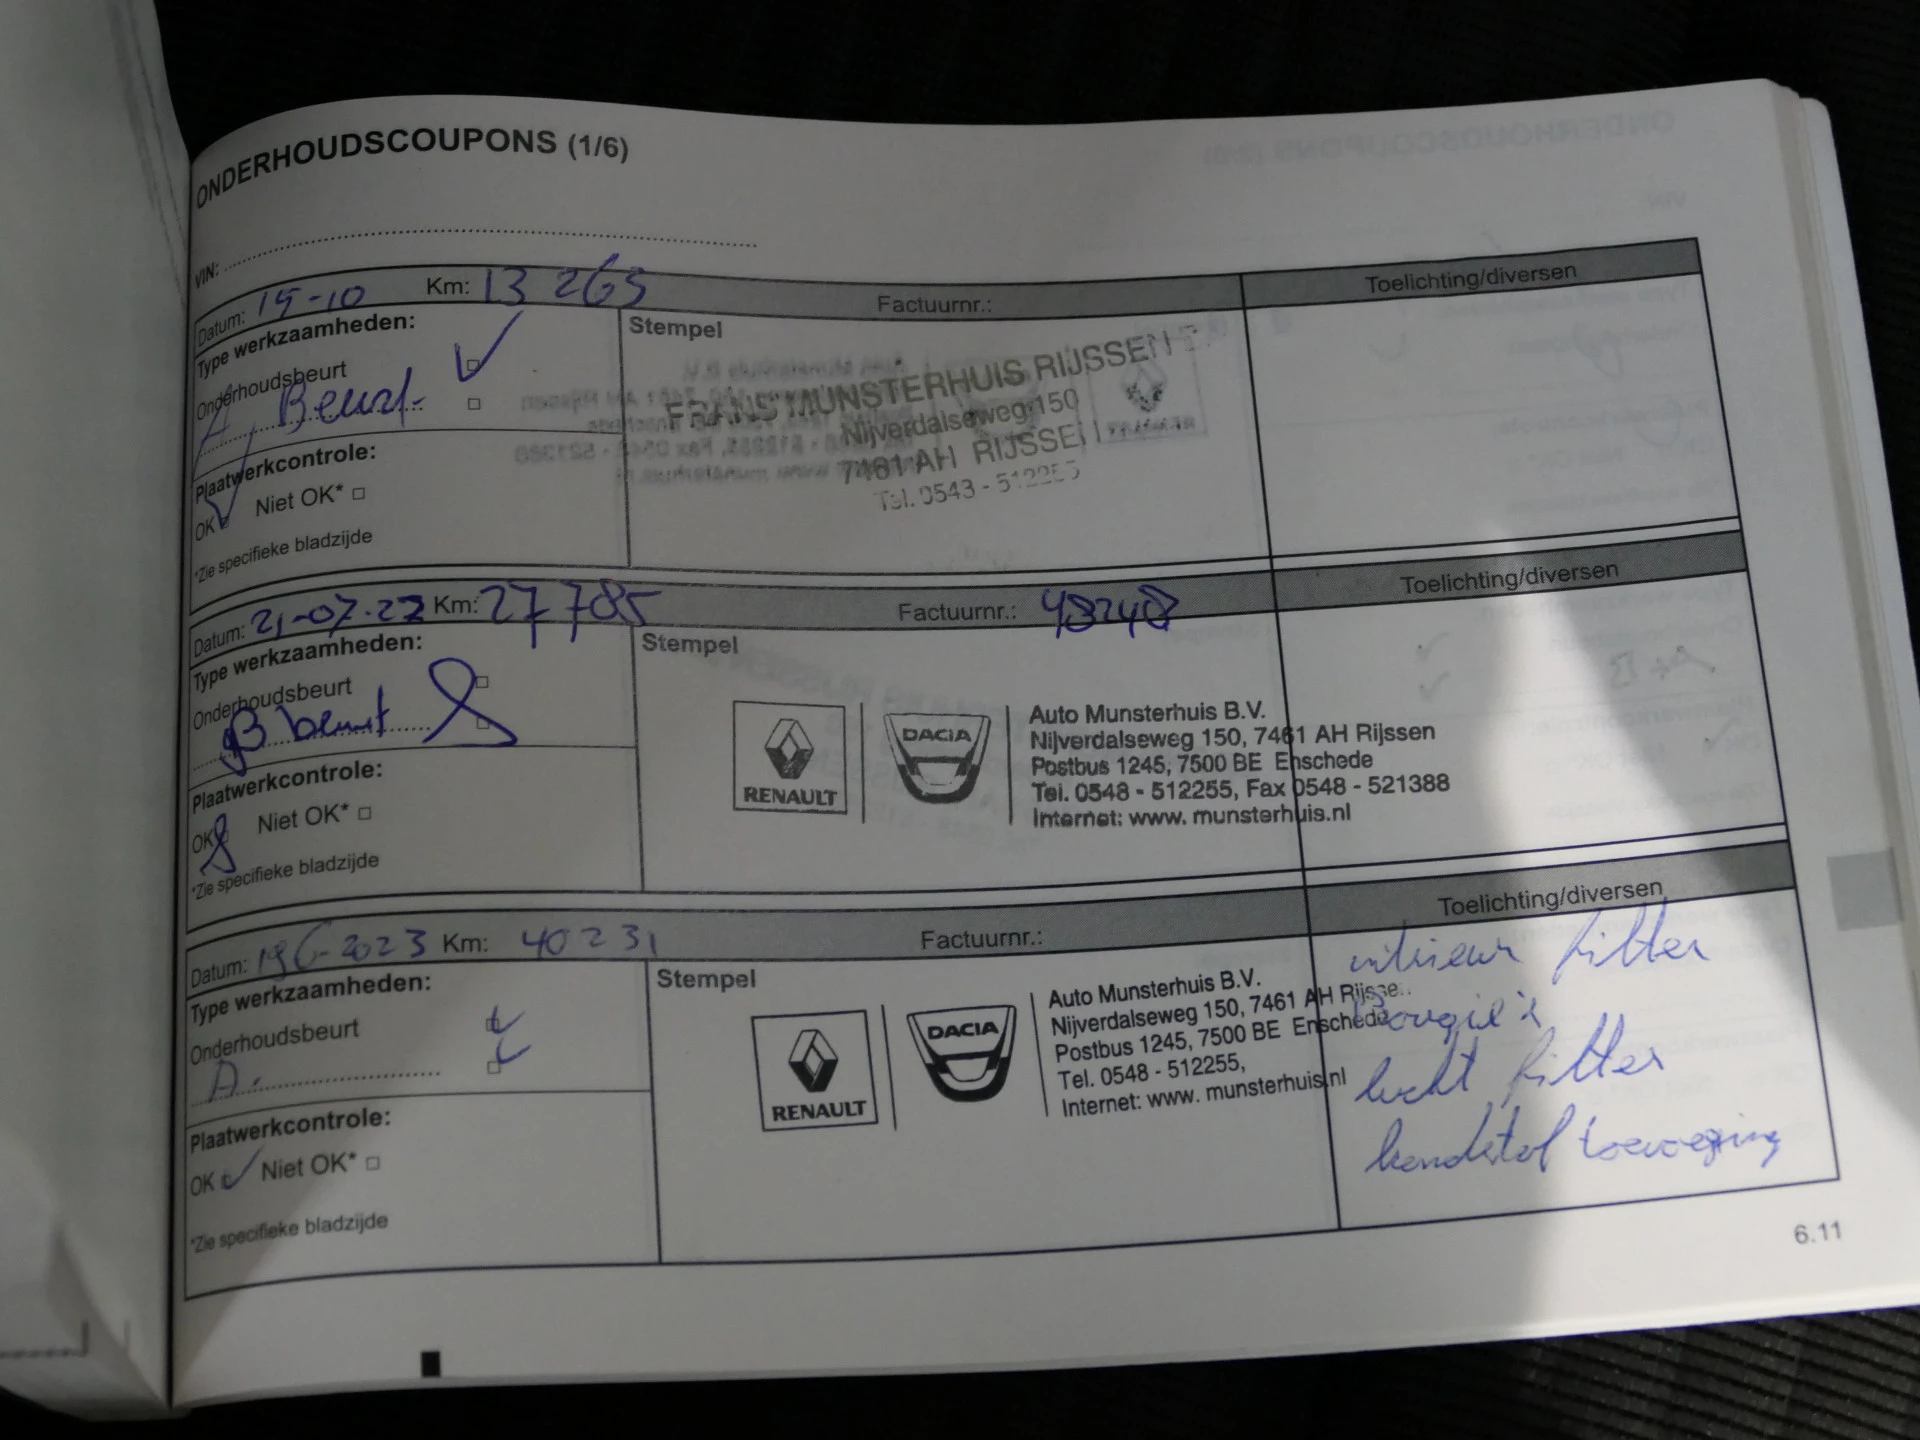 ONDERHOUDSCOUPONS (1/6)
VIN:
Datum: 15-10 Km: 13 263 Factuurnr.: Toelichting/diversen
Type werkzaamheden:
Stempel
Onderhoudsbeurt
A, Beurt
FRANS MUNSTERHUIS RIJSSEN
Nijverdalseweg 150
7461 AH RIJSSEN
Tel. 0543 - 512255
Plaatwerkcontrole:
OK Niet OK*
*Zie specifieke bladzijde
Datum: 21-07-22 Km: 27785 Factuurnr.: 48248 Toelichting/diversen
Type werkzaamheden:
Stempel
Onderhoudsbeurt
B beurt
RENAULT
DACIA
Auto Munsterhuis B.V.
Nijverdalseweg 150, 7461 AH Rijssen
Postbus 1245, 7500 BE Enschede
Tel. 0548 - 512255, Fax 0548 - 521388
Internet: www. munsterhuis.nl
Plaatwerkcontrole:
OK Niet OK*
*Zie specifieke bladzijde
Datum: 19 6-2023 Km: 40231 Factuurnr.: Toelichting/diversen
Type werkzaamheden:
Stempel
Onderhoudsbeurt
A.
RENAULT
DACIA
Auto Munsterhuis B.V.
Nijverdalseweg 150, 7461 AH Rijsse
Postbus 1245, 7500 BE Enschede
Tel. 0548 - 512255,
Internet: www. munsterhuis.nl
intrieur filter
Bougie's
lucht filter
toevoeging
Plaatwerkcontrole:
OK Niet OK*
*Zie specifieke bladzijde
6.11